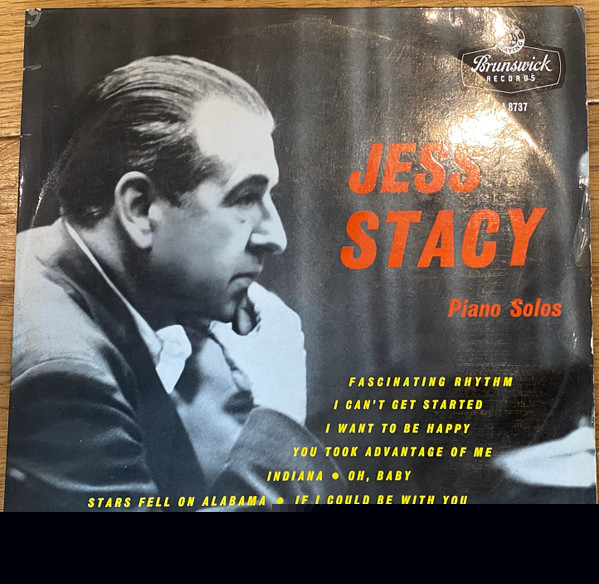 Brunswick
RECORDS
8737
JESS
STACY
Piano Solos
FASCINATING RHYTHM
I CAN'T GET STARTED
I WANT TO BE HAPPY
YOU TOOK ADVANTAGE OF ME
INDIANA • OH, BABY
STARS FELL ON ALABAMA • IF I COULD BE WITH YOU